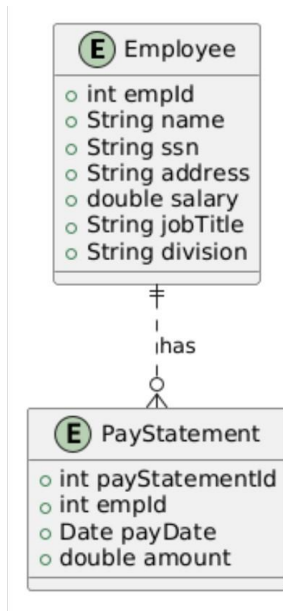 E Employee
int empId
String name
String ssn
String address
double salary
String jobTitle
String division
has
E PayStatement
int payStatementId
int empId
Date payDate
double amount